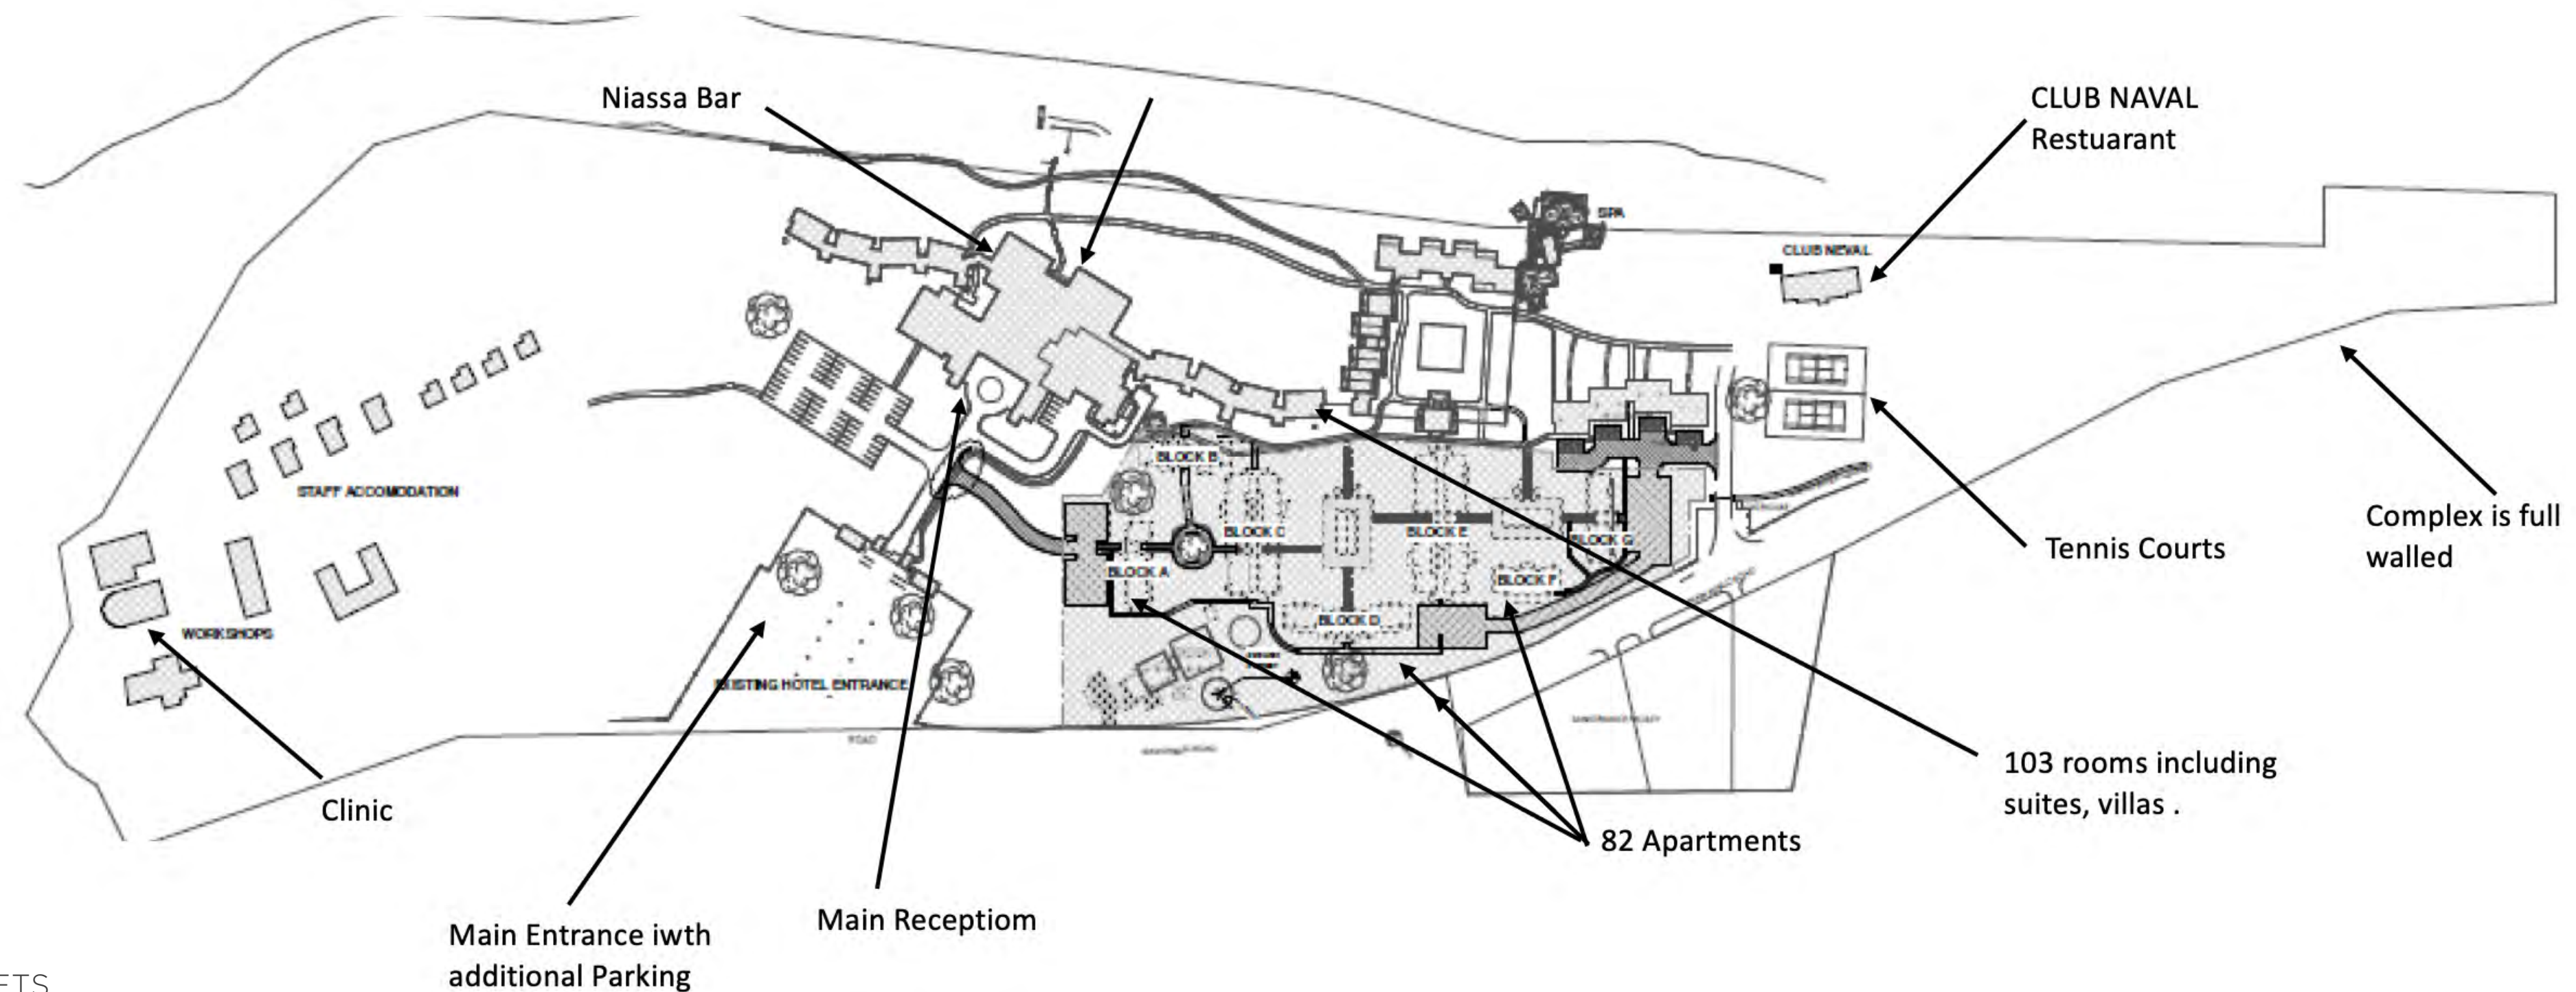 Niassa Bar
CLUB NAVAL
Restuarant
SPA
CLUB NEVAL
BLOCK B
STAFF ACCOMODATION
BLOCK C
BLOCK E
BLOCK G
BLOCK A
BLOCK F
BLOCK D
WORKSHOPS
EXISTING HOTEL ENTRANCE
ROAD
Complex is full
walled
Tennis Courts
103 rooms including
suites, villas .
Clinic
82 Apartments
Main Receptiom
Main Entrance iwth
additional Parking